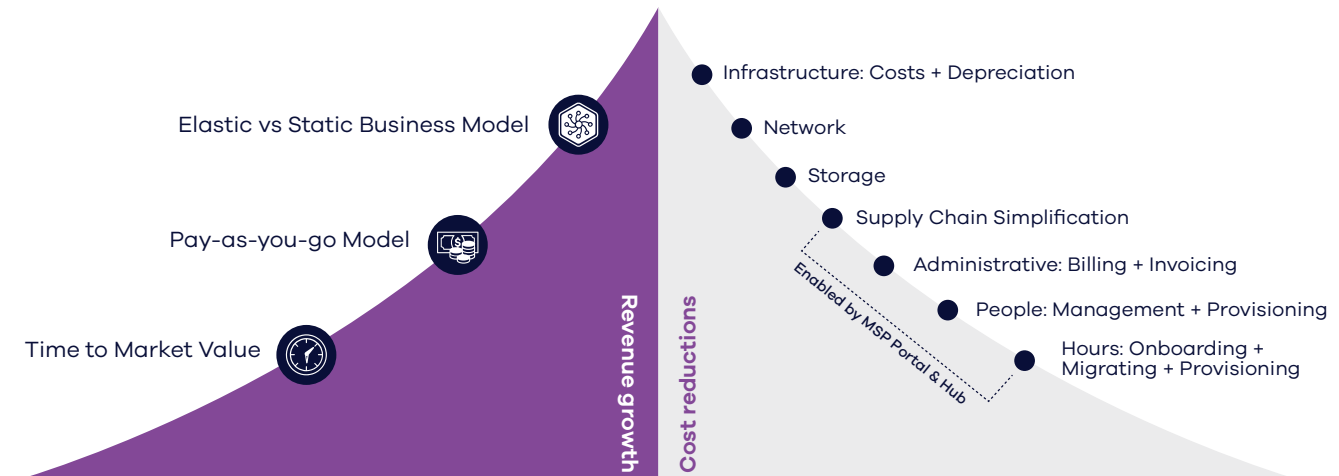 Elastic vs Static Business Model
Pay-as-you-go Model
Time to Market Value
Revenue growth
Cost reductions
Infrastructure: Costs + Depreciation
Network
Storage
Supply Chain Simplification
Administrative: Billing + Invoicing
People: Management + Provisioning
Hours: Onboarding +
Migrating + Provisioning
Enabled by MSP Portal & Hub